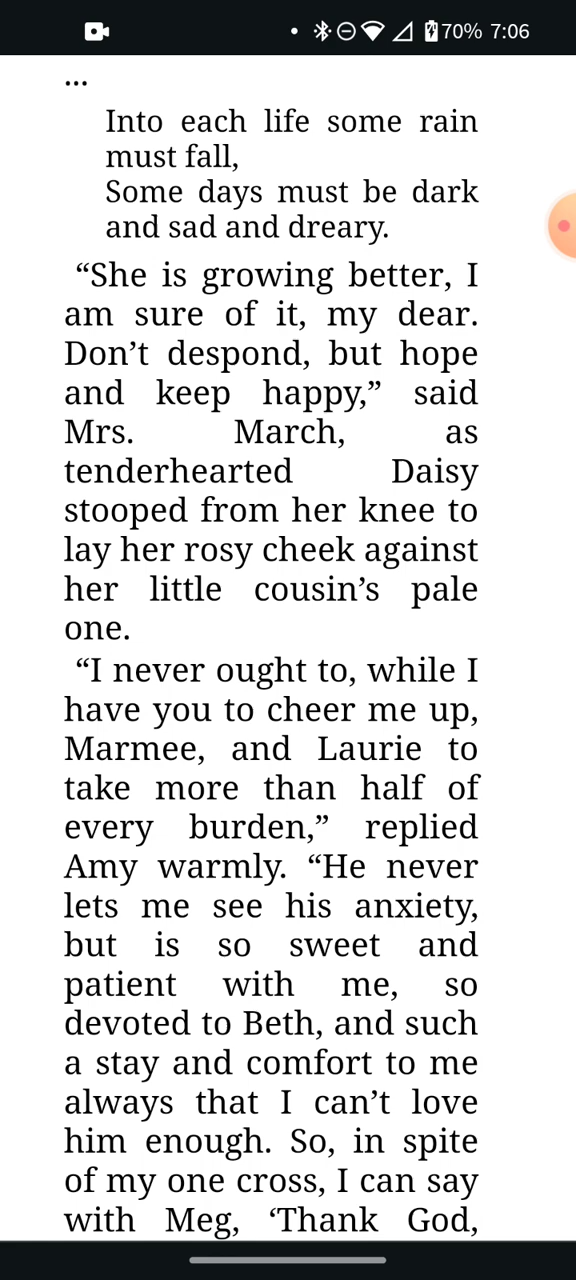 70% 7:06
...
Into each life some rain
must fall,
Some days must be dark
and sad and dreary.
“She is growing better, I
am sure of it, my dear.
Don’t despond, but hope
and keep happy,” said
Mrs. March, as
tenderhearted Daisy
stooped from her knee to
lay her rosy cheek against
her little cousin’s pale
one.
“I never ought to, while I
have you to cheer me up,
Marmee, and Laurie to
take more than half of
every burden,” replied
Amy warmly. “He never
lets me see his anxiety,
but is so sweet and
patient with me, so
devoted to Beth, and such
a stay and comfort to me
always that I can’t love
him enough. So, in spite
of my one cross, I can say
with Meg, ‘Thank God,